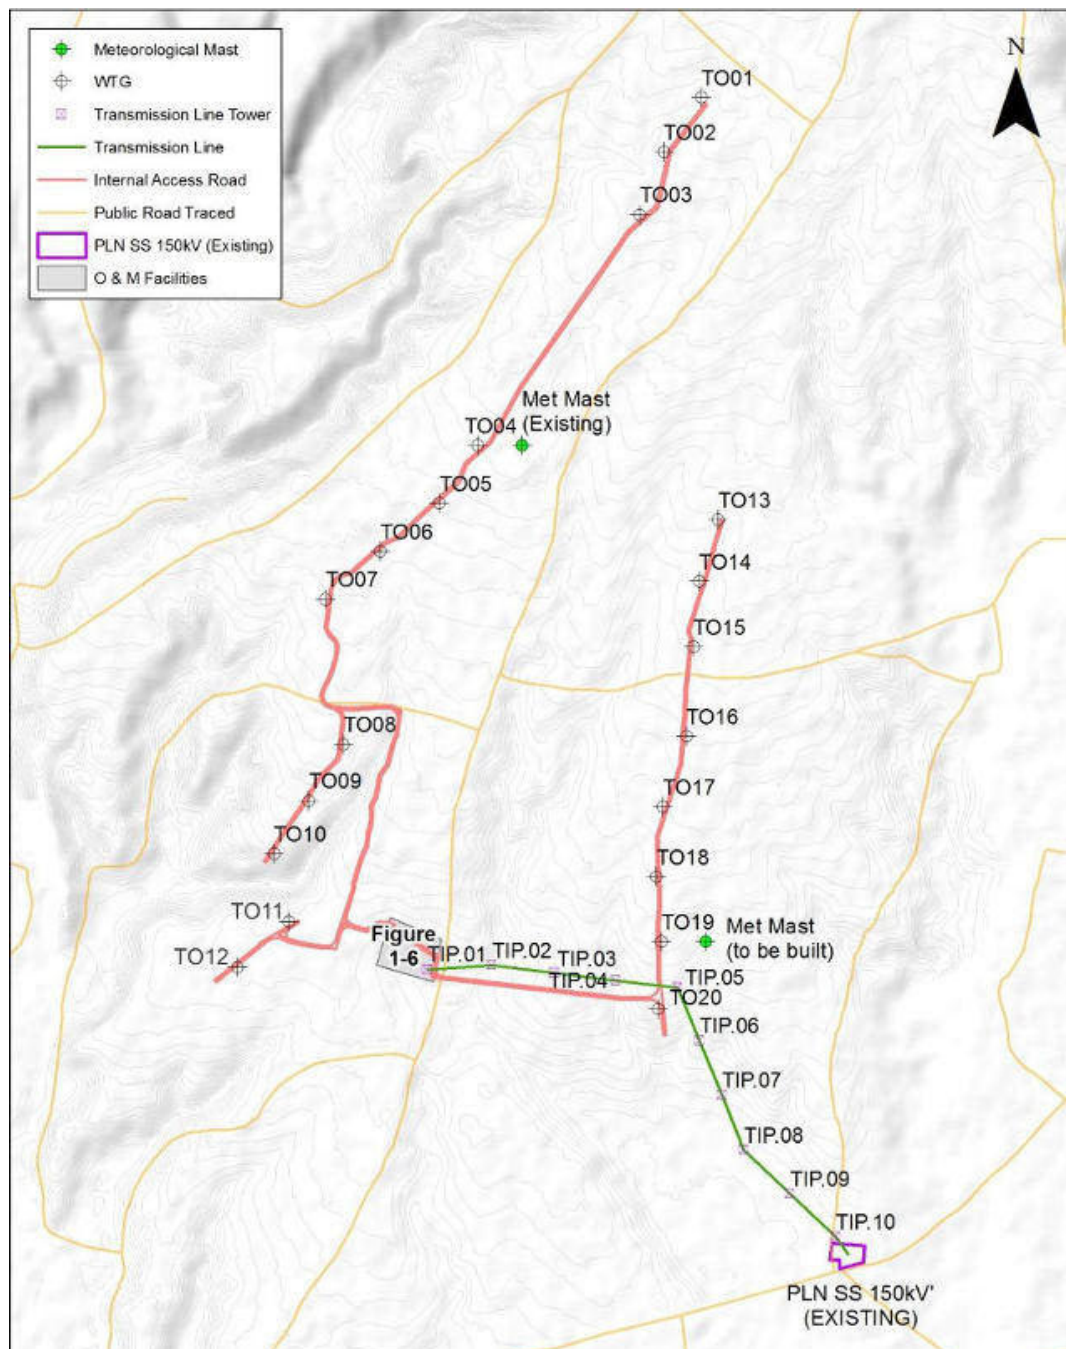 Meteorological Mast
WTG
Transmission Line Tower
Transmission Line
Internal Access Road
Public Road Traced
PLN SS 150kV (Existing)
O & M Facilities
N
TO01
TO02
TO03
Met Mast
(Existing)
TO04
TO05
TO06
TO07
TO13
TO14
TO15
TO16
TO08
TO09
TO10
TO17
TO18
TO11
TO12
TO19
Met Mast
(to be built)
Figure
1-6
TIP.01
TIP.02
TIP.03
TIP.04
TIP.05
TO20
TIP.06
TIP.07
TIP.08
TIP.09
TIP.10
PLN SS 150kV'
(EXISTING)